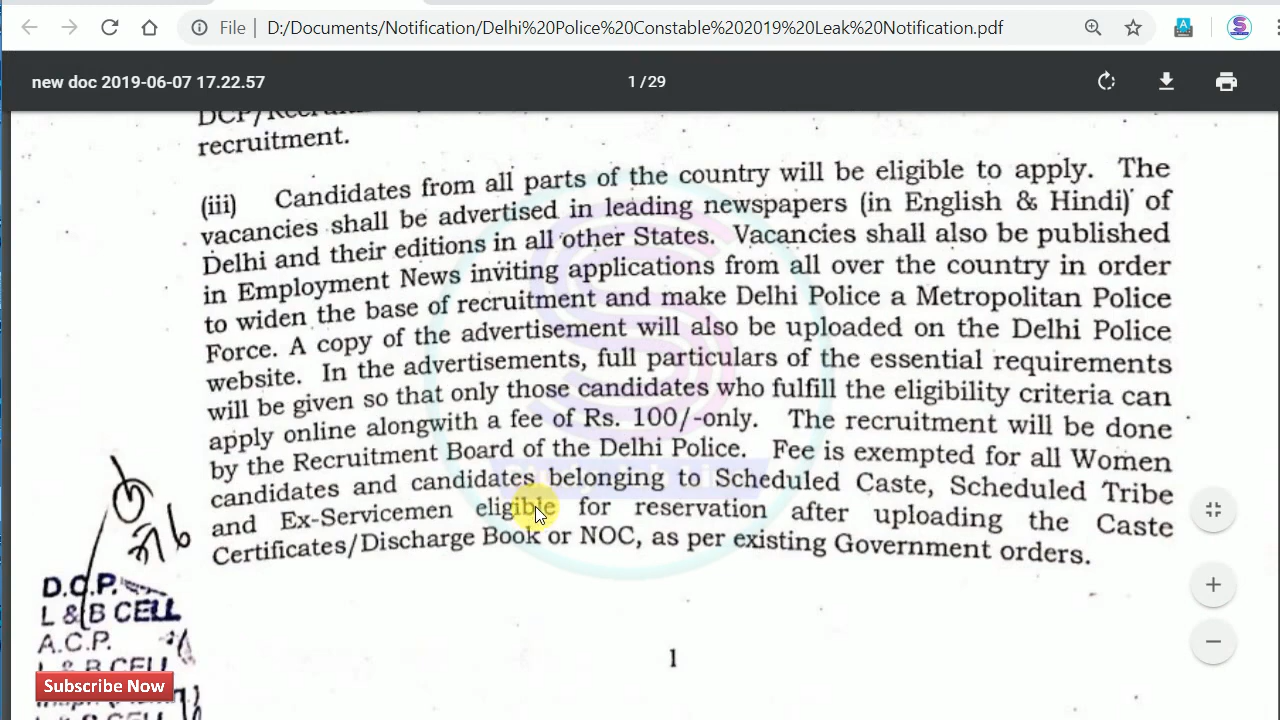 File | D:/Documents/Notification/Delhi%20Police%20Constable%202019%20Leak%20Notification.pdf
new doc 2019-06-07 17.22.57
1 / 29
recruitment.
(iii) Candidates from all parts of the country will be eligible to apply. The
vacancies shall be advertised in leading newspapers (in English & Hindi) of
Delhi and their editions in all other States. Vacancies shall also be published
in Employment News inviting applications from all over the country in order
to widen the base of recruitment and make Delhi Police a Metropolitan Police
Force. A copy of the advertisement will also be uploaded on the Delhi Police
website. In the advertisements, full particulars of the essential requirements
will be given so that only those candidates who fulfill the eligibility criteria can
apply online alongwith a fee of Rs. 100/-only. The recruitment will be done
by the Recruitment Board of the Delhi Police. Fee is exempted for all Women
candidates and candidates belonging to Scheduled Caste, Scheduled Tribe
and Ex-Servicemen eligible for reservation after uploading the Caste
Certificates/Discharge Book or NOC, as per existing Government orders.
D.C.P.
L & B CELL
A.C.P.
L & B CELL
Subscribe Now
1